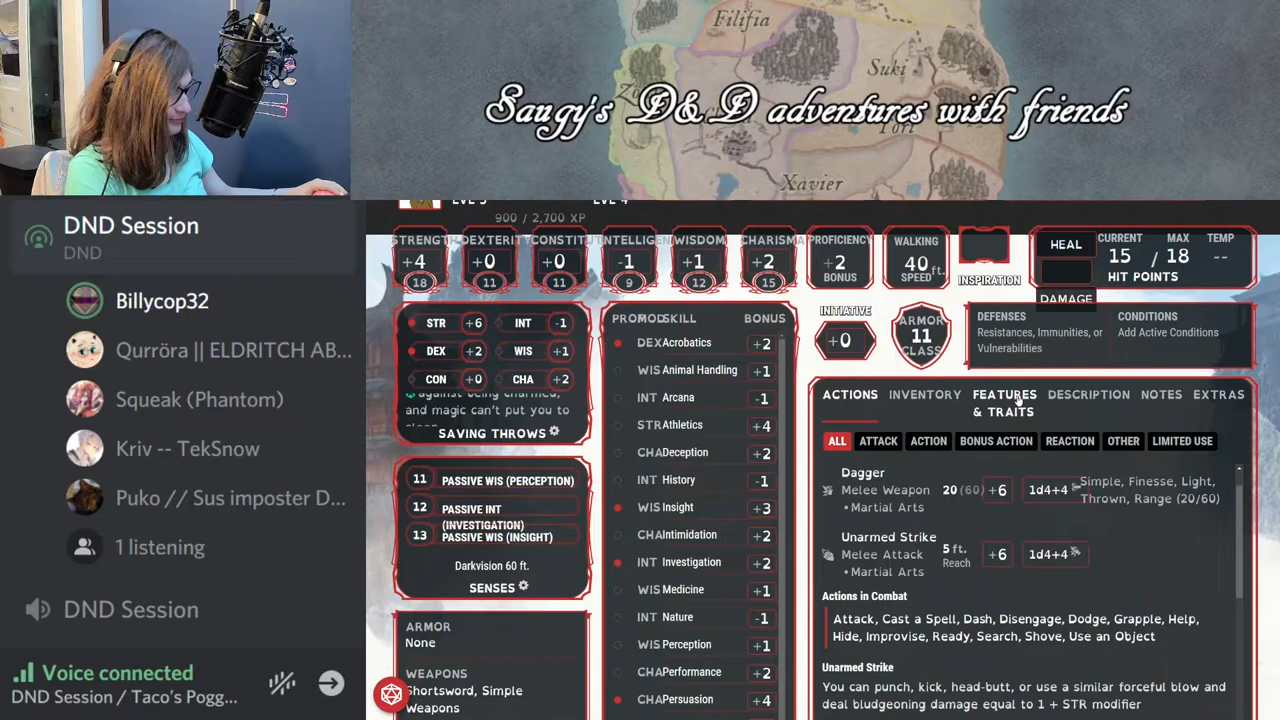 Filifia
Suki
Saugy's D&D adventures with friends
Tori
Xavier
DND Session
DND
Billycop32
Qurröra || ELDRITCH AB...
Squeak (Phantom)
Kriv -- TekSnow
Puko // Sus imposter D...
1 listening
DND Session
Voice connected
DND Session / Taco's Pogg...
900 / 2,700 XP
STRENGTH DEXTERITY CONSTITUT INTELLIGEN WISDOM CHARISMA PROFICIENCY WALKING
+4 +0 +0 -1 +1 +2 +2 40 ft.
BONUS SPEED
18 11 11 9 12 15
INSPIRATION
HEAL
DAMAGE
CURRENT MAX TEMP
15 / 18 --
HIT POINTS
STR +6 INT -1
DEX +2 WIS +1
CON +0 CHA +2
against being charmed,
and magic can't put you to
SAVING THROWS
11 PASSIVE WIS (PERCEPTION)
12 PASSIVE INT
(INVESTIGATION)
13 PASSIVE WIS (INSIGHT)
Darkvision 60 ft.
SENSES
ARMOR
None
WEAPONS
Shortsword, Simple
Weapons
PROF MOD SKILL BONUS
DEX Acrobatics +2
WIS Animal Handling +1
INT Arcana -1
STR Athletics +4
CHA Deception +2
INT History -1
WIS Insight +3
CHA Intimidation +2
INT Investigation +2
WIS Medicine +1
INT Nature -1
WIS Perception +1
CHA Performance +2
CHA Persuasion +4
INITIATIVE
+0
ARMOR
11
CLASS
DEFENSES
Resistances, Immunities, or
Vulnerabilities
CONDITIONS
Add Active Conditions
ACTIONS INVENTORY FEATURES & TRAITS DESCRIPTION NOTES EXTRAS
ALL ATTACK ACTION BONUS ACTION REACTION OTHER LIMITED USE
Dagger
Melee Weapon 20 (60) +6 1d4+4 Simple, Finesse, Light,
• Martial Arts Thrown, Range (20/60)
Unarmed Strike
Melee Attack 5 ft. +6 1d4+4
Reach
• Martial Arts
Actions in Combat
Attack, Cast a Spell, Dash, Disengage, Dodge, Grapple, Help,
Hide, Improvise, Ready, Search, Shove, Use an Object
Unarmed Strike
You can punch, kick, head-butt, or use a similar forceful blow and
deal bludgeoning damage equal to 1 + STR modifier